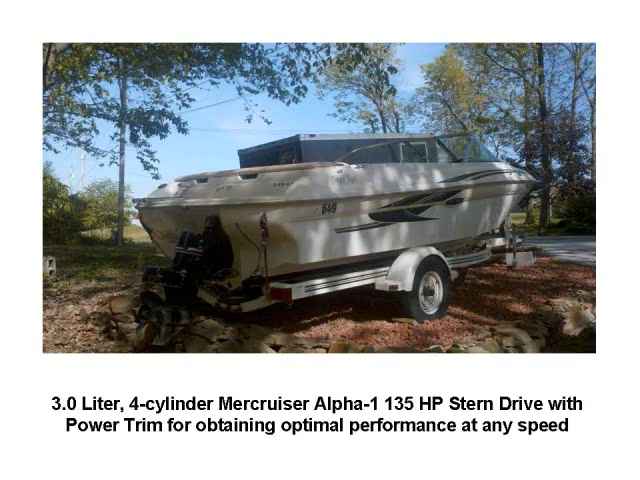 649
3.0 Liter, 4-cylinder Mercruiser Alpha-1 135 HP Stern Drive with
Power Trim for obtaining optimal performance at any speed